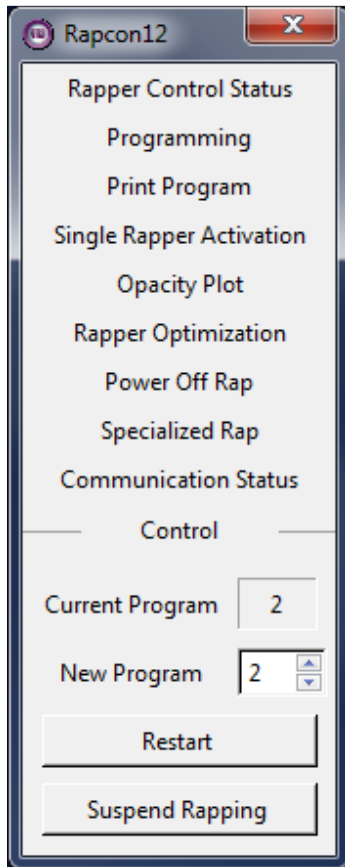 Rapcon12
Rapper Control Status
Programming
Print Program
Single Rapper Activation
Opacity Plot
Rapper Optimization
Power Off Rap
Specialized Rap
Communication Status
Control
Current Program 2
New Program 2
Restart
Suspend Rapping